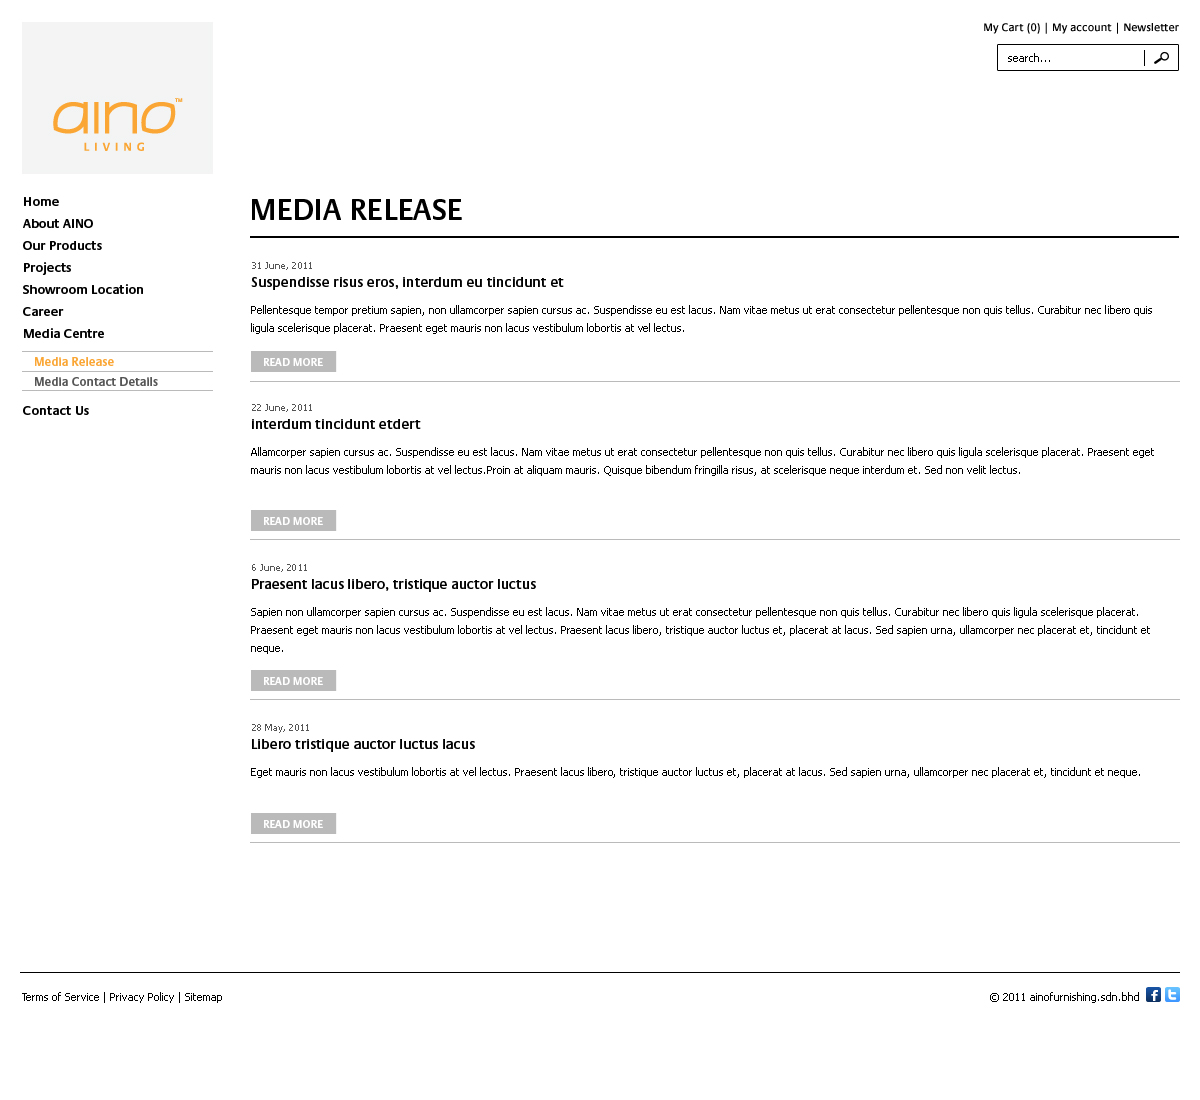 My Cart (0) | My account | Newsletter
search...
aino™
LIVING
Home
About AINO
Our Products
Projects
Showroom Location
Career
Media Centre
Media Release
Media Contact Details
Contact Us
MEDIA RELEASE
31 June, 2011
Suspendisse risus eros, interdum eu tincidunt et
Pellentesque tempor pretium sapien, non ullamcorper sapien cursus ac. Suspendisse eu est lacus. Nam vitae metus ut erat consectetur pellentesque non quis tellus. Curabitur nec libero quis
ligula scelerisque placerat. Praesent eget mauris non lacus vestibulum lobortis at vel lectus.
READ MORE
22 June, 2011
interdum tincidunt etdert
Allamcorper sapien cursus ac. Suspendisse eu est lacus. Nam vitae metus ut erat consectetur pellentesque non quis tellus. Curabitur nec libero quis ligula scelerisque placerat. Praesent eget
mauris non lacus vestibulum lobortis at vel lectus.Proin at aliquam mauris. Quisque bibendum fringilla risus, at scelerisque neque interdum et. Sed non velit lectus.
READ MORE
6 June, 2011
Praesent lacus libero, tristique auctor luctus
Sapien non ullamcorper sapien cursus ac. Suspendisse eu est lacus. Nam vitae metus ut erat consectetur pellentesque non quis tellus. Curabitur nec libero quis ligula scelerisque placerat.
Praesent eget mauris non lacus vestibulum lobortis at vel lectus. Praesent lacus libero, tristique auctor luctus et, placerat at lacus. Sed sapien urna, ullamcorper nec placerat et, tincidunt et
neque.
READ MORE
28 May, 2011
Libero tristique auctor luctus lacus
Eget mauris non lacus vestibulum lobortis at vel lectus. Praesent lacus libero, tristique auctor luctus et, placerat at lacus. Sed sapien urna, ullamcorper nec placerat et, tincidunt et neque.
READ MORE
Terms of Service | Privacy Policy | Sitemap
© 2011 ainofurnishing.sdn.bhd